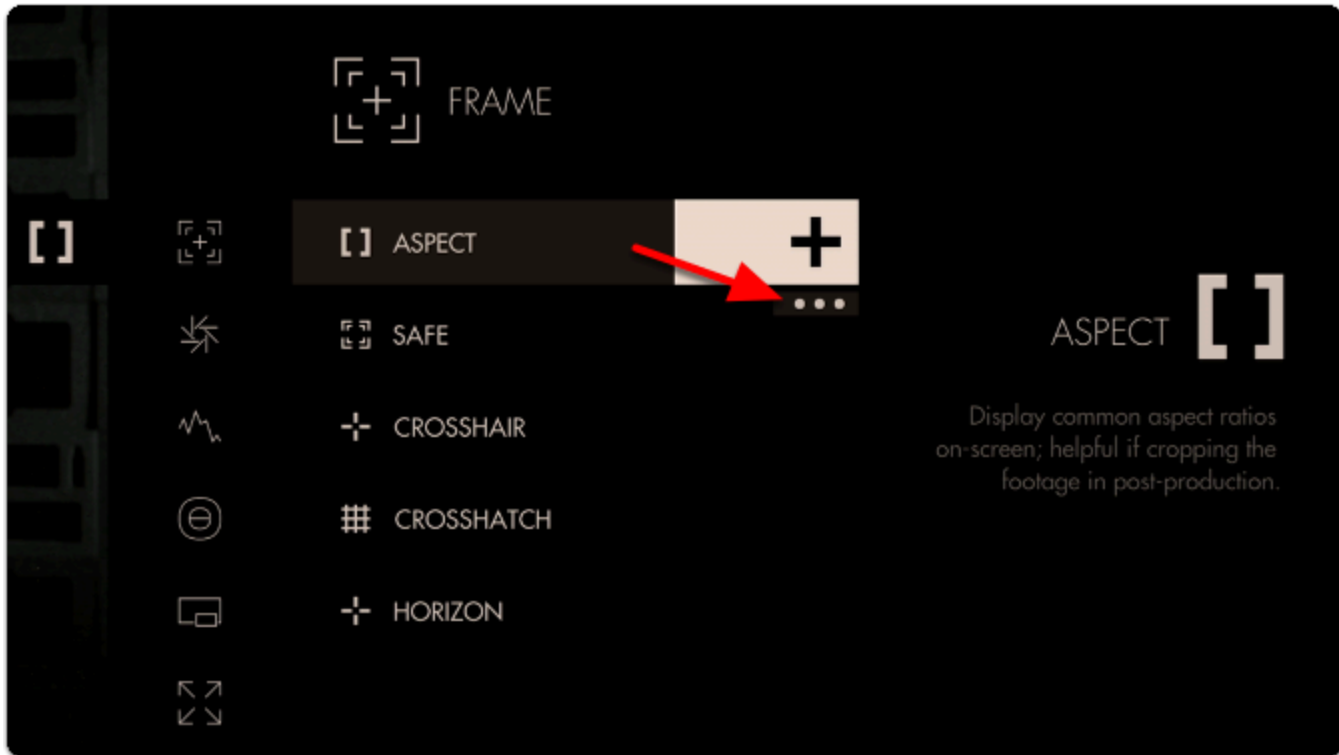 FRAME
ASPECT
SAFE
CROSSHAIR
CROSSHATCH
HORIZON
ASPECT
Display common aspect ratios
on-screen; helpful if cropping the
footage in post-production.